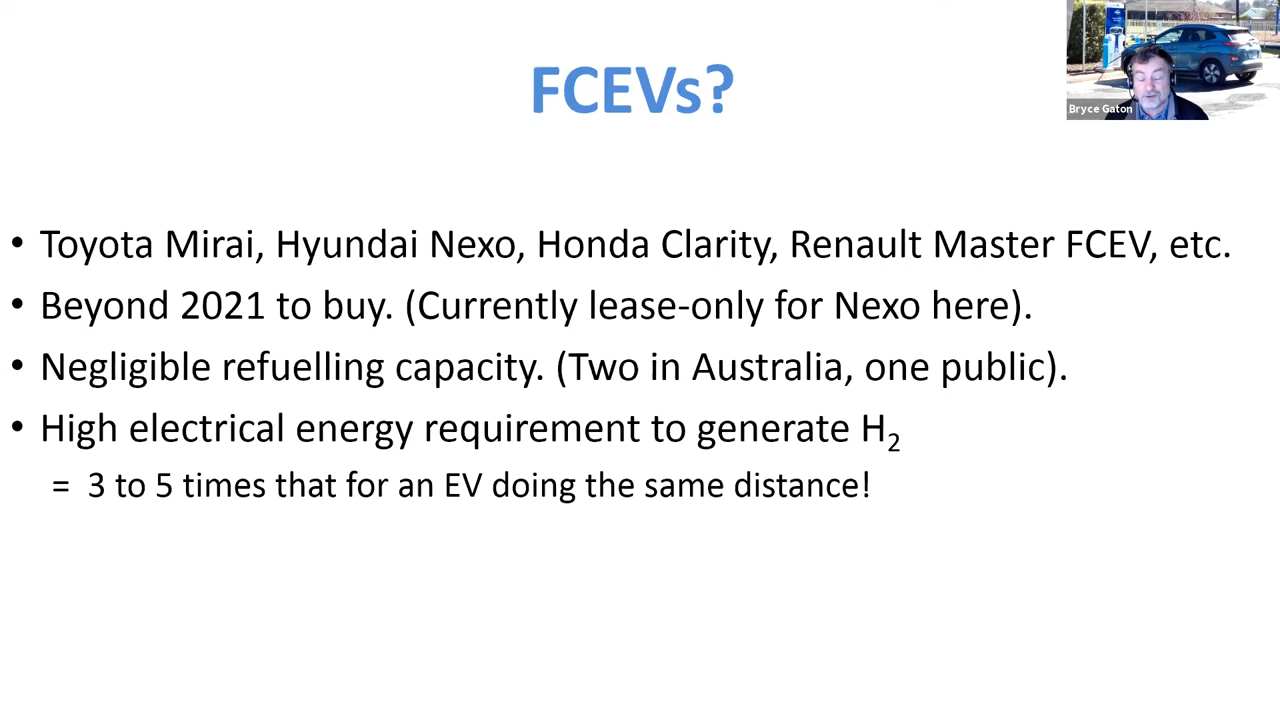 FCEVs?
Bryce Gaton
• Toyota Mirai, Hyundai Nexo, Honda Clarity, Renault Master FCEV, etc.
• Beyond 2021 to buy. (Currently lease-only for Nexo here).
• Negligible refuelling capacity. (Two in Australia, one public).
• High electrical energy requirement to generate H₂
= 3 to 5 times that for an EV doing the same distance!